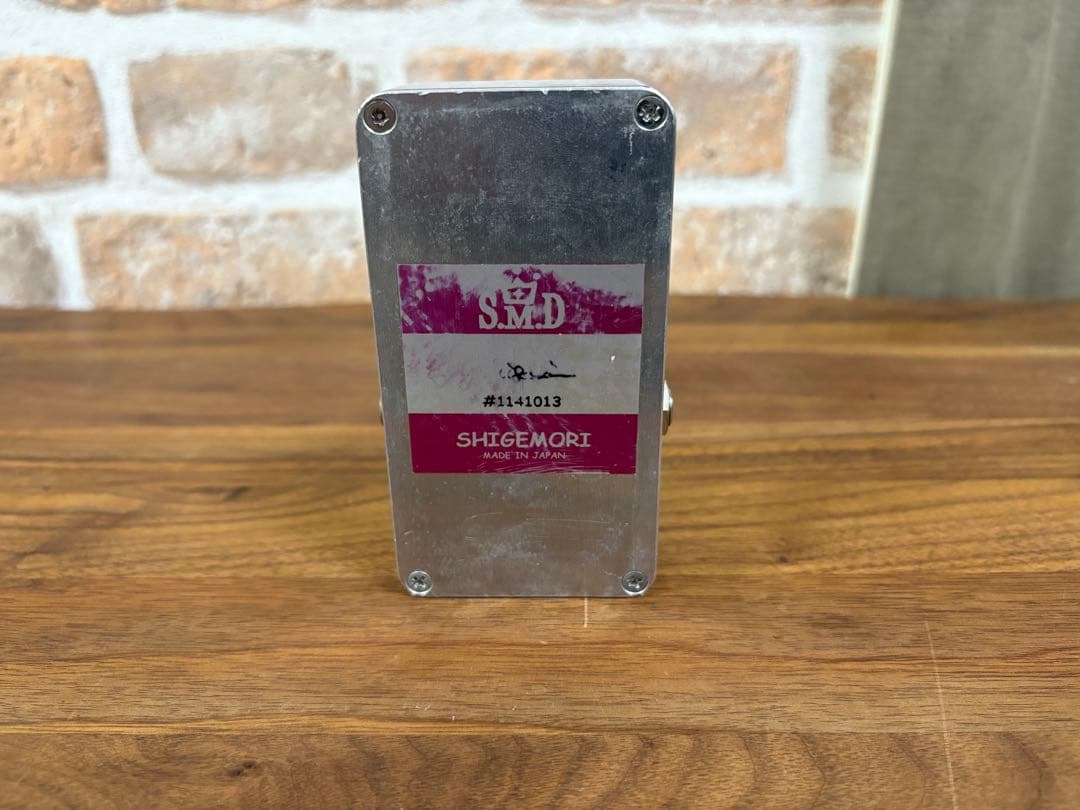 S.M.D
#1141013
SHIGEMORI
MADE IN JAPAN